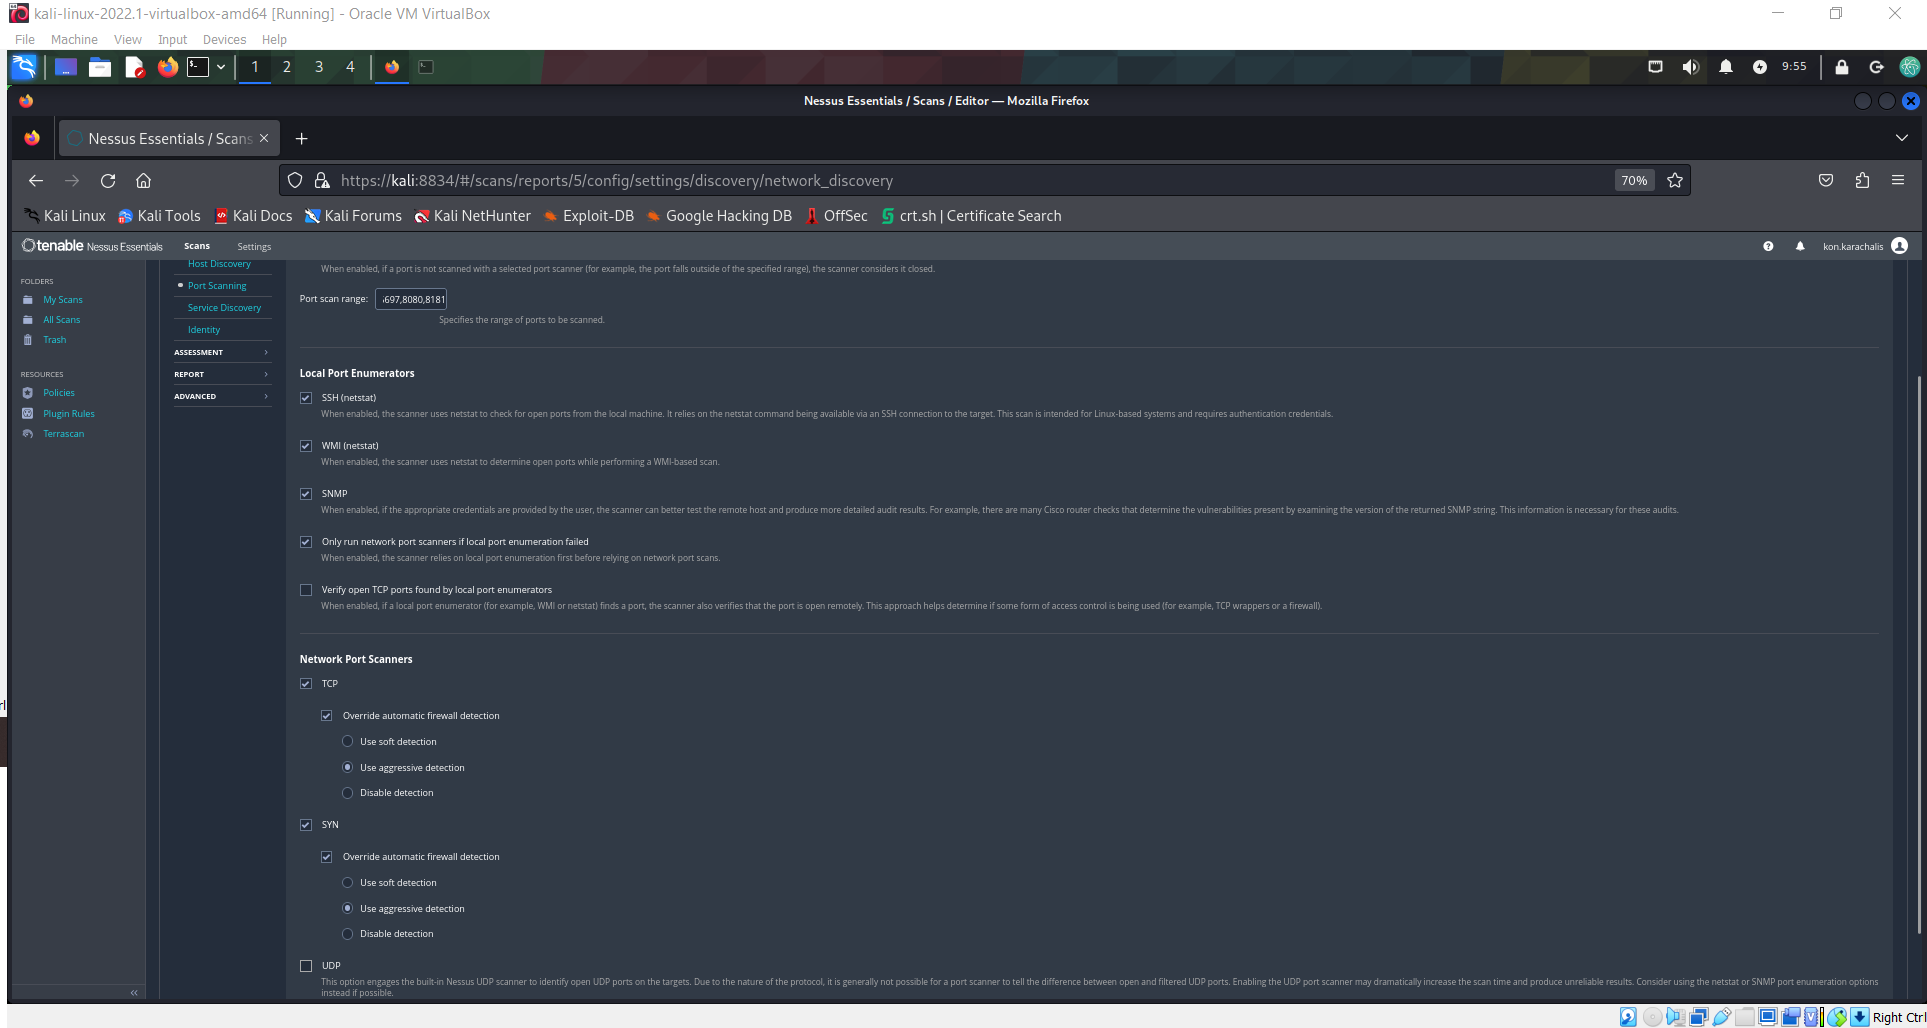 kali-linux-2022.1-virtualbox-amd64 [Running] - Oracle VM VirtualBox
File Machine View Input Devices Help
1 2 3 4 9:55
Nessus Essentials / Scans / Editor — Mozilla Firefox
Nessus Essentials / Scans
https://kali:8834/#/scans/reports/5/config/settings/discovery/network_discovery 70%
Kali Linux Kali Tools Kali Docs Kali Forums Kali NetHunter Exploit-DB Google Hacking DB OffSec crt.sh | Certificate Search
tenable Nessus Essentials Scans Settings kon.karachalis
FOLDERS
My Scans
All Scans
Trash
RESOURCES
Policies
Plugin Rules
Terrascan
Host Discovery
Port Scanning
Service Discovery
Identity
ASSESSMENT
REPORT
ADVANCED
When enabled, if a port is not scanned with a selected port scanner (for example, the port falls outside of the specified range), the scanner considers it closed.
Port scan range: 697,8080,8181
Specifies the range of ports to be scanned.
Local Port Enumerators
SSH (netstat)
When enabled, the scanner uses netstat to check for open ports from the local machine. It relies on the netstat command being available via an SSH connection to the target. This scan is intended for Linux-based systems and requires authentication credentials.
WMI (netstat)
When enabled, the scanner uses netstat to determine open ports while performing a WMI-based scan.
SNMP
When enabled, if the appropriate credentials are provided by the user, the scanner can better test the remote host and produce more detailed audit results. For example, there are many Cisco router checks that determine the vulnerabilities present by examining the version of the returned SNMP string. This information is necessary for these audits.
Only run network port scanners if local port enumeration failed
When enabled, the scanner relies on local port enumeration first before relying on network port scans.
Verify open TCP ports found by local port enumerators
When enabled, if a local port enumerator (for example, WMI or netstat) finds a port, the scanner also verifies that the port is open remotely. This approach helps determine if some form of access control is being used (for example, TCP wrappers or a firewall).
Network Port Scanners
TCP
Override automatic firewall detection
Use soft detection
Use aggressive detection
Disable detection
SYN
Override automatic firewall detection
Use soft detection
Use aggressive detection
Disable detection
UDP
This option engages the built-in Nessus UDP scanner to identify open UDP ports on the targets. Due to the nature of the protocol, it is generally not possible for a port scanner to tell the difference between open and filtered UDP ports. Enabling the UDP port scanner may dramatically increase the scan time and produce unreliable results. Consider using the netstat or SNMP port enumeration options
instead if possible.
Right Ctrl